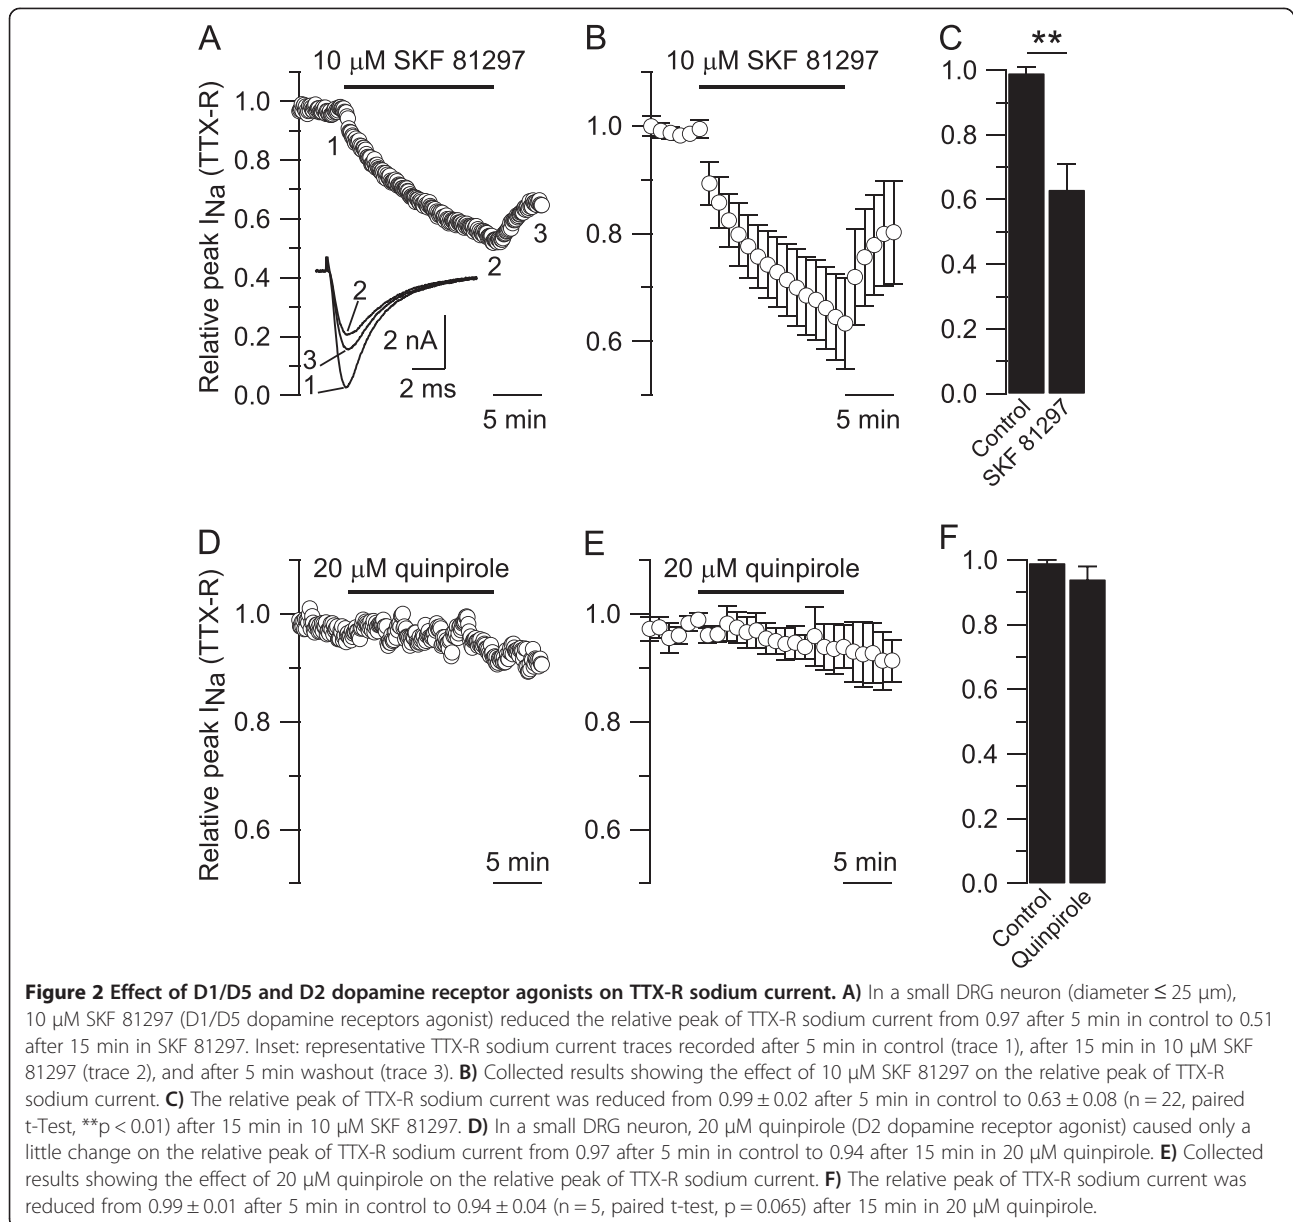 A
10 μM SKF 81297
Relative peak INa (TTX-R)
1.0
0.8
0.6
0.4
0.2
0.0
1
2
3
2
3
1
2 nA
2 ms
5 min
B
10 μM SKF 81297
1.0
0.8
0.6
5 min
C
**
1.0
0.8
0.6
0.4
0.2
0.0
Control
SKF 81297
D
20 μM quinpirole
Relative peak INa (TTX-R)
1.0
0.8
0.6
5 min
E
20 μM quinpirole
1.0
0.8
0.6
5 min
F
1.0
0.8
0.6
0.4
0.2
0.0
Control
Quinpirole
Figure 2 Effect of D1/D5 and D2 dopamine receptor agonists on TTX-R sodium current. A) In a small DRG neuron (diameter ≤ 25 μm),
10 μM SKF 81297 (D1/D5 dopamine receptors agonist) reduced the relative peak of TTX-R sodium current from 0.97 after 5 min in control to 0.51
after 15 min in SKF 81297. Inset: representative TTX-R sodium current traces recorded after 5 min in control (trace 1), after 15 min in 10 μM SKF
81297 (trace 2), and after 5 min washout (trace 3). B) Collected results showing the effect of 10 μM SKF 81297 on the relative peak of TTX-R
sodium current. C) The relative peak of TTX-R sodium current was reduced from 0.99 ± 0.02 after 5 min in control to 0.63 ± 0.08 (n = 22, paired
t-Test, **p < 0.01) after 15 min in 10 μM SKF 81297. D) In a small DRG neuron, 20 μM quinpirole (D2 dopamine receptor agonist) caused only a
little change on the relative peak of TTX-R sodium current from 0.97 after 5 min in control to 0.94 after 15 min in 20 μM quinpirole. E) Collected
results showing the effect of 20 μM quinpirole on the relative peak of TTX-R sodium current. F) The relative peak of TTX-R sodium current was
reduced from 0.99 ± 0.01 after 5 min in control to 0.94 ± 0.04 (n = 5, paired t-test, p = 0.065) after 15 min in 20 μM quinpirole.